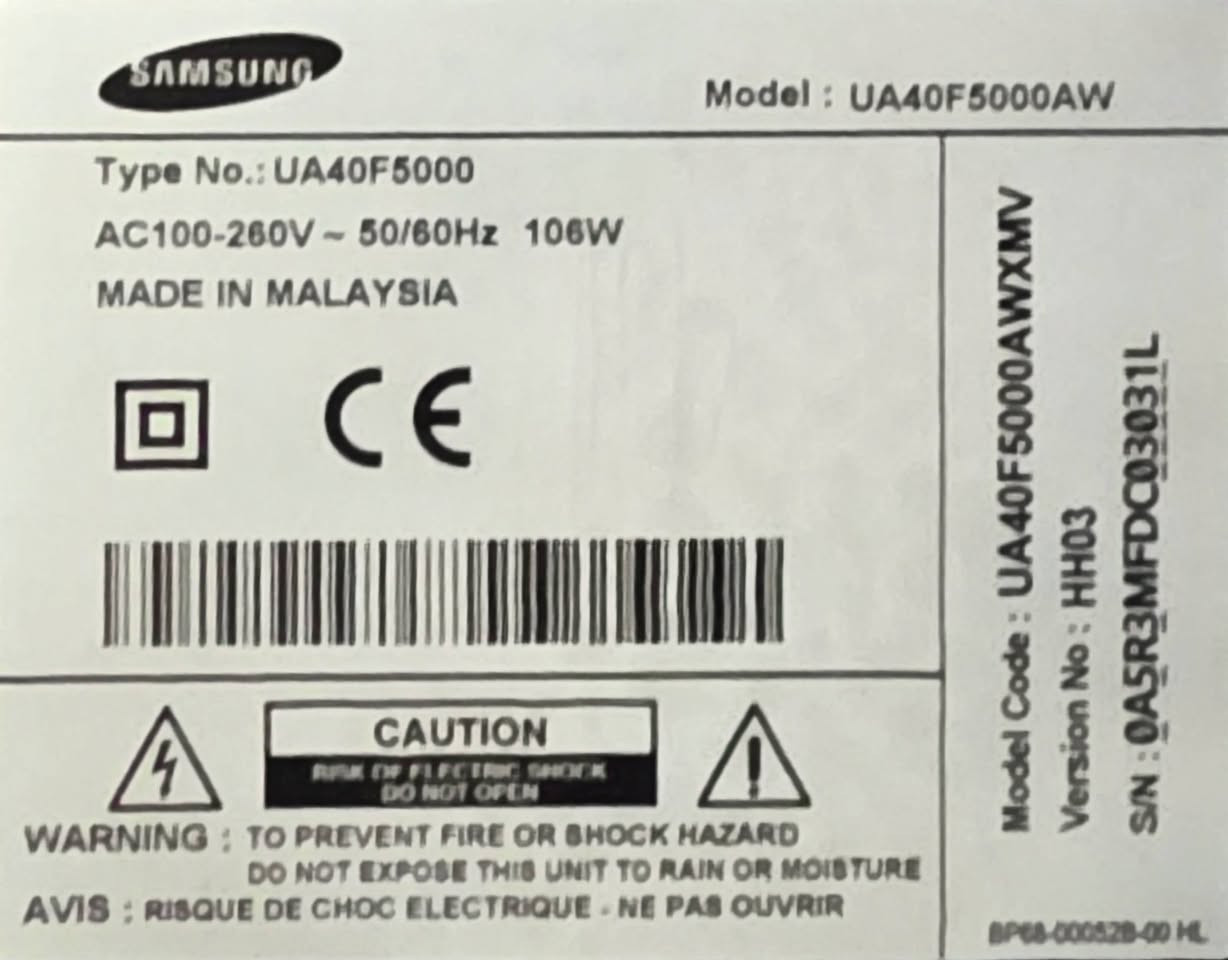 SAMSUNG
Model : UA40F5000AW
Type No.: UA40F5000
AC100-260V ~ 50/60Hz 106W
MADE IN MALAYSIA
CE
CAUTION
RISK OF ELECTRIC SHOCK
DO NOT OPEN
WARNING : TO PREVENT FIRE OR SHOCK HAZARD
DO NOT EXPOSE THIS UNIT TO RAIN OR MOISTURE
AVIS : RISQUE DE CHOC ELECTRIQUE - NE PAS OUVRIR
Model Code : UA40F5000AWXMV
Version No : HH03
S/N : 0A5R3MFDC03031L
HL